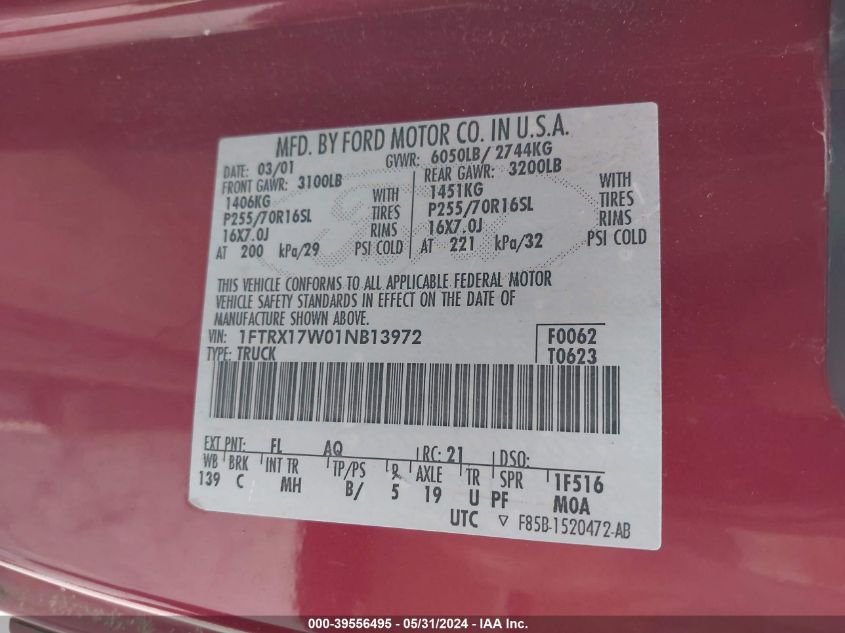 MFD. BY FORD MOTOR CO. IN U.S.A.
DATE: 03/01 GVWR: 6050LB/ 2744KG
FRONT GAWR: 3100LB REAR GAWR: 3200LB
1406KG WITH 1451KG WITH
P255/70R16SL TIRES P255/70R16SL TIRES
16X7.0J RIMS 16X7.0J RIMS
AT 200 kPa/29 PSI COLD AT 221 kPa/32 PSI COLD
THIS VEHICLE CONFORMS TO ALL APPLICABLE FEDERAL MOTOR
VEHICLE SAFETY STANDARDS IN EFFECT ON THE DATE OF
MANUFACTURE SHOWN ABOVE.
VIN: 1FTRX17W01NB13972 F0062
TYPE: TRUCK T0623
EXT PNT: FL AQ RC: 21 DSO:
WB BRK INT TR TP/PS R AXLE TR SPR 1F516
139 C MH B/ 5 19 U PF MOA
UTC ▽ F85B-1520472-AB
000-39556495 - 05/31/2024 - IAA Inc.